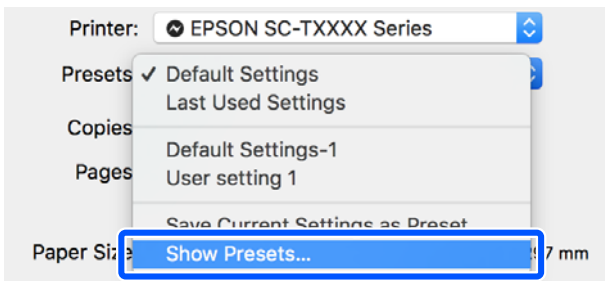 Printer: EPSON SC-TXXXX Series
Presets ✓ Default Settings
Last Used Settings
Copies
Default Settings-1
Pages
User setting 1
Save Current Settings as Preset
Paper Size
Show Presets...
7 mm